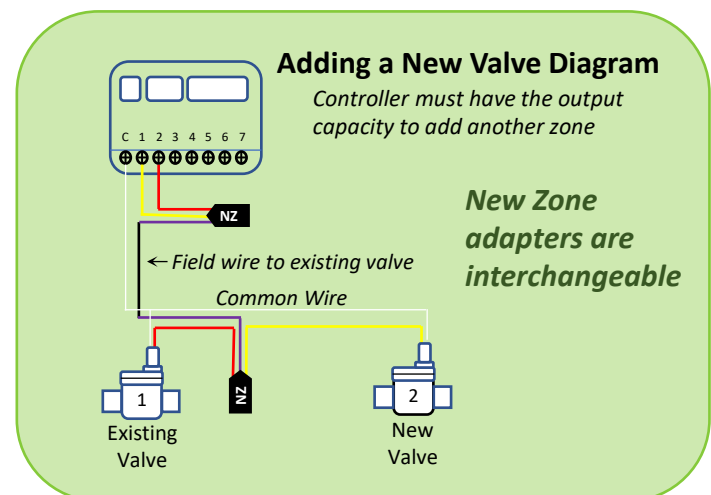 Adding a New Valve Diagram
Controller must have the output
capacity to add another zone
C 1 2 3 4 5 6 7
NZ
New Zone
adapters are
interchangeable
←Field wire to existing valve
Common Wire
1
NZ
2
Existing
Valve
New
Valve